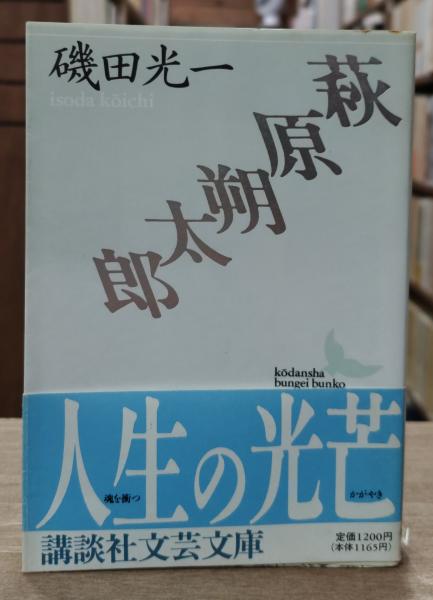 磯田光一
isoda kōichi
萩原朔太郎
kōdansha
bungei bunko
人生の光芒
魂を衝つ
かがやき
講談社文芸文庫
定価1200円
(本体1165円)